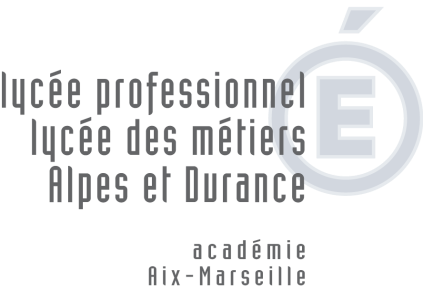 lycée professionnel
lycée des métiers
Alpes et Durance
É
académie
Aix-Marseille